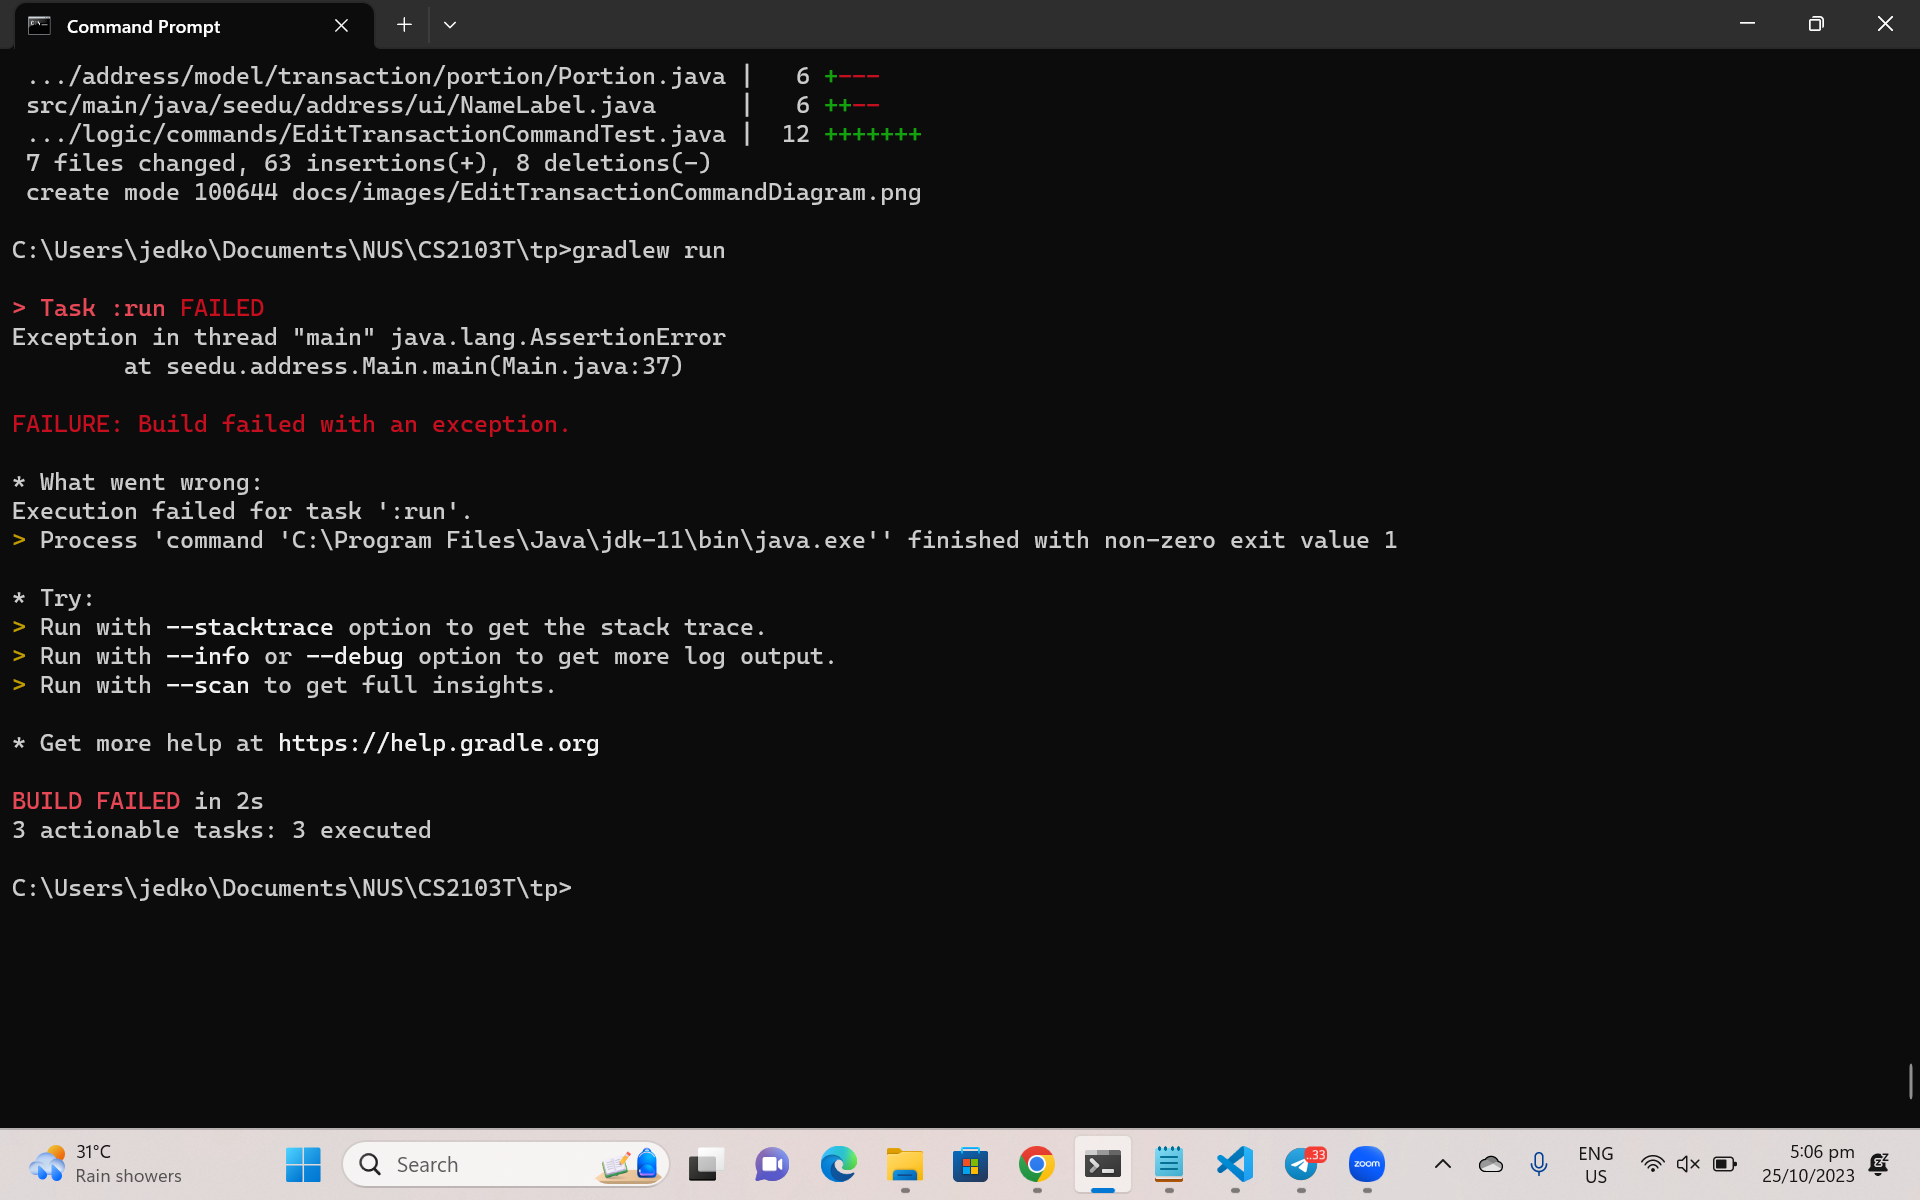 Command Prompt
.../address/model/transaction/portion/Portion.java |   6 +---
src/main/java/seedu/address/ui/NameLabel.java      |   6 ++--
.../logic/commands/EditTransactionCommandTest.java |  12 +++++++
7 files changed, 63 insertions(+), 8 deletions(-)
create mode 100644 docs/images/EditTransactionCommandDiagram.png
C:\Users\jedko\Documents\NUS\CS2103T\tp>gradlew run
> Task :run FAILED
Exception in thread "main" java.lang.AssertionError
        at seedu.address.Main.main(Main.java:37)
FAILURE: Build failed with an exception.
* What went wrong:
Execution failed for task ':run'.
> Process 'command 'C:\Program Files\Java\jdk-11\bin\java.exe'' finished with non-zero exit value 1
* Try:
> Run with --stacktrace option to get the stack trace.
> Run with --info or --debug option to get more log output.
> Run with --scan to get full insights.
* Get more help at https://help.gradle.org
BUILD FAILED in 2s
3 actionable tasks: 3 executed
C:\Users\jedko\Documents\NUS\CS2103T\tp>
31°C
Rain showers
Search
..33
zoom
ENG
US
5:06 pm
25/10/2023